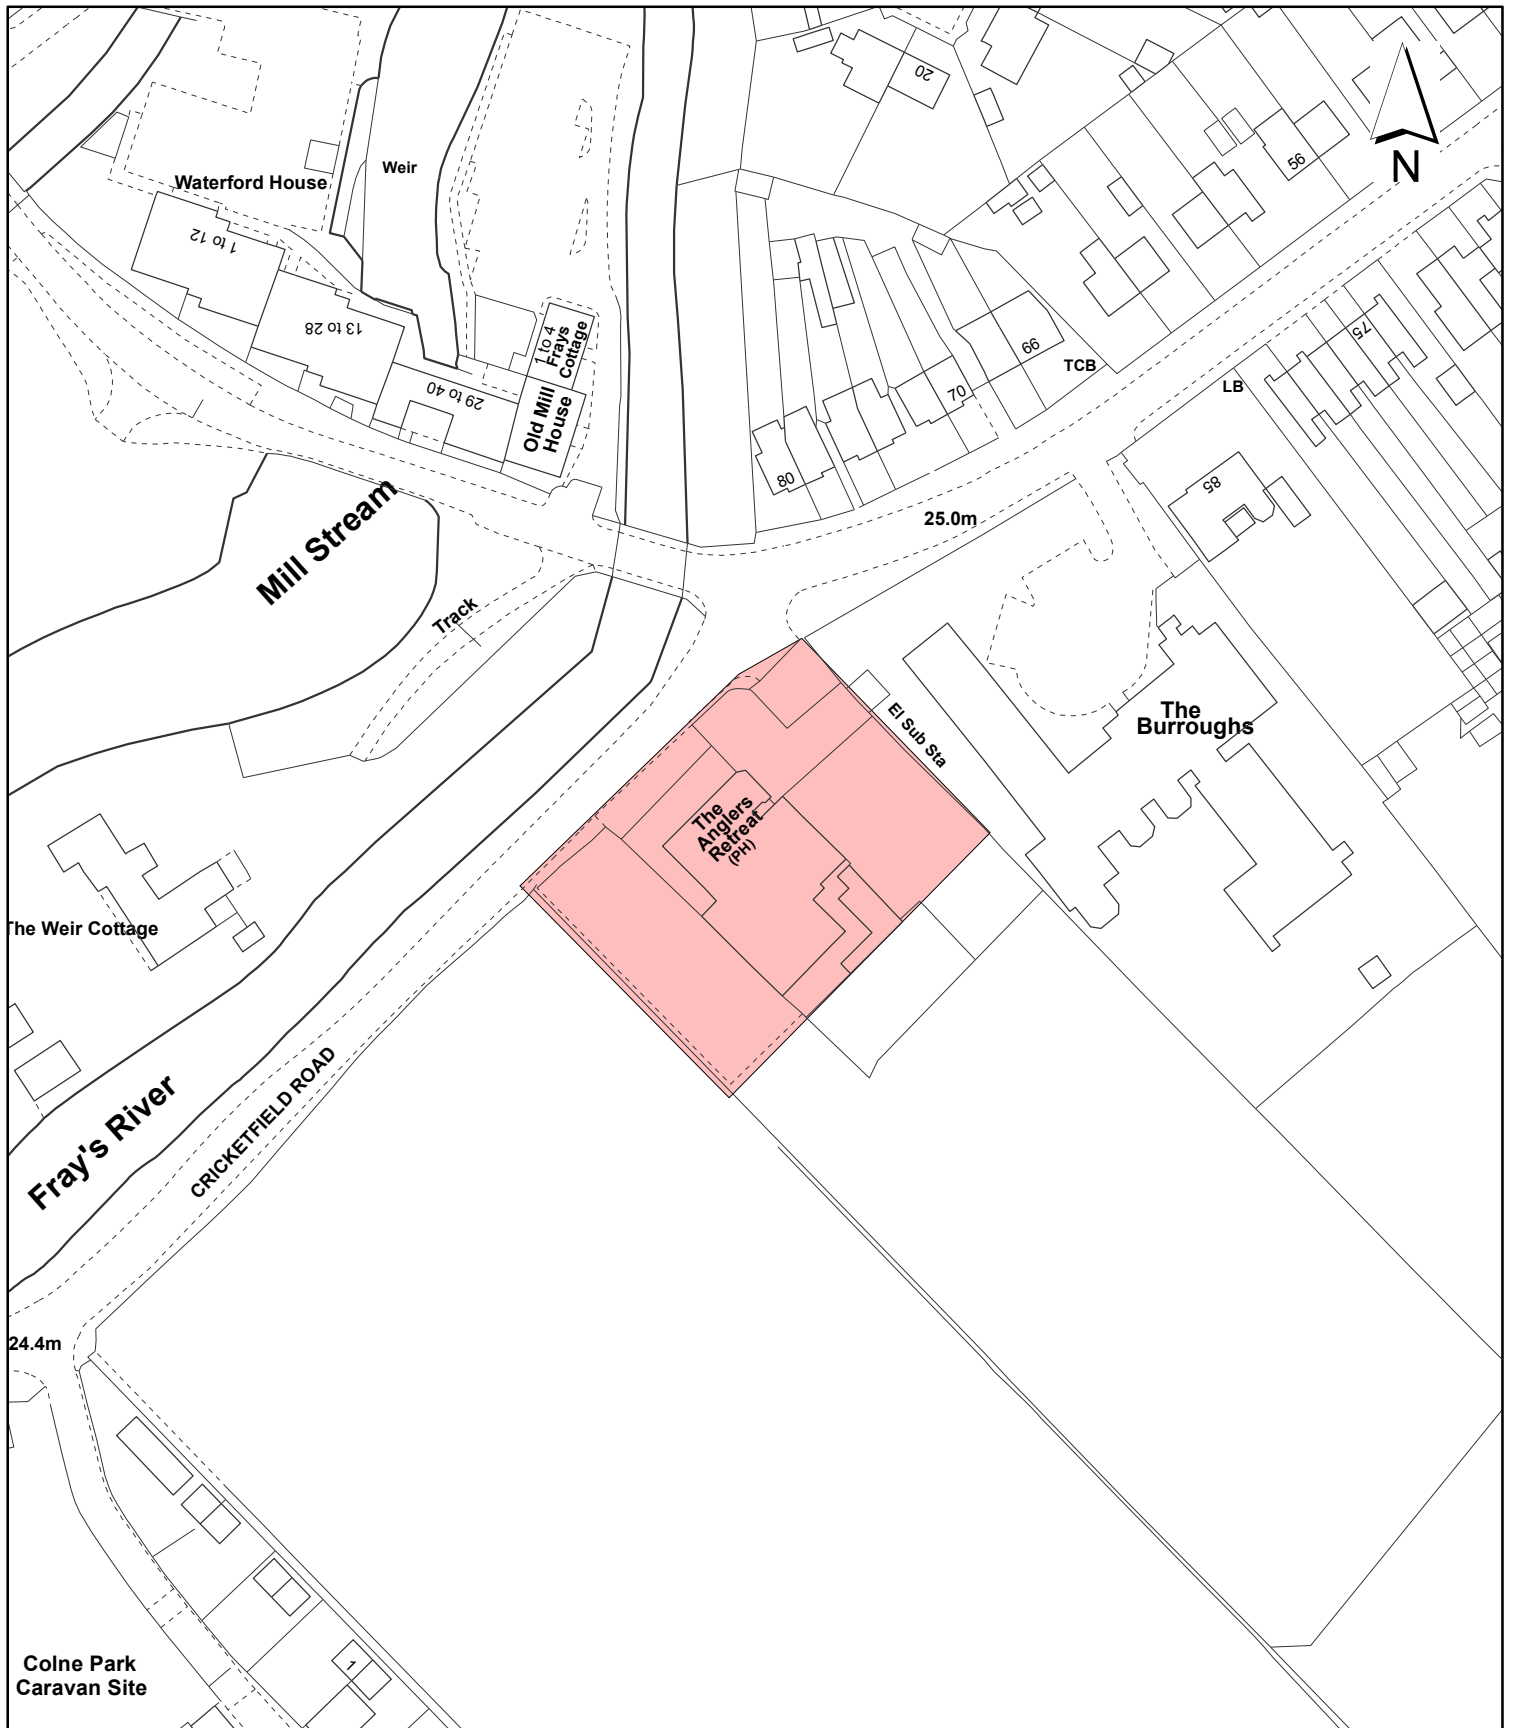 20
N
56
Weir
Waterford House
1 to 12
13 to 28
1 to 4
Frays
Cottage
66
75
TCB
LB
70
29 to 40
Old Mill
House
80
85
25.0m
Mill Stream
Track
El Sub Sta
The
Burroughs
The
Anglers
Retreat
(PH)
The Weir Cottage
CRICKETFIELD ROAD
Fray's River
24.4m
1
Colne Park
Caravan Site